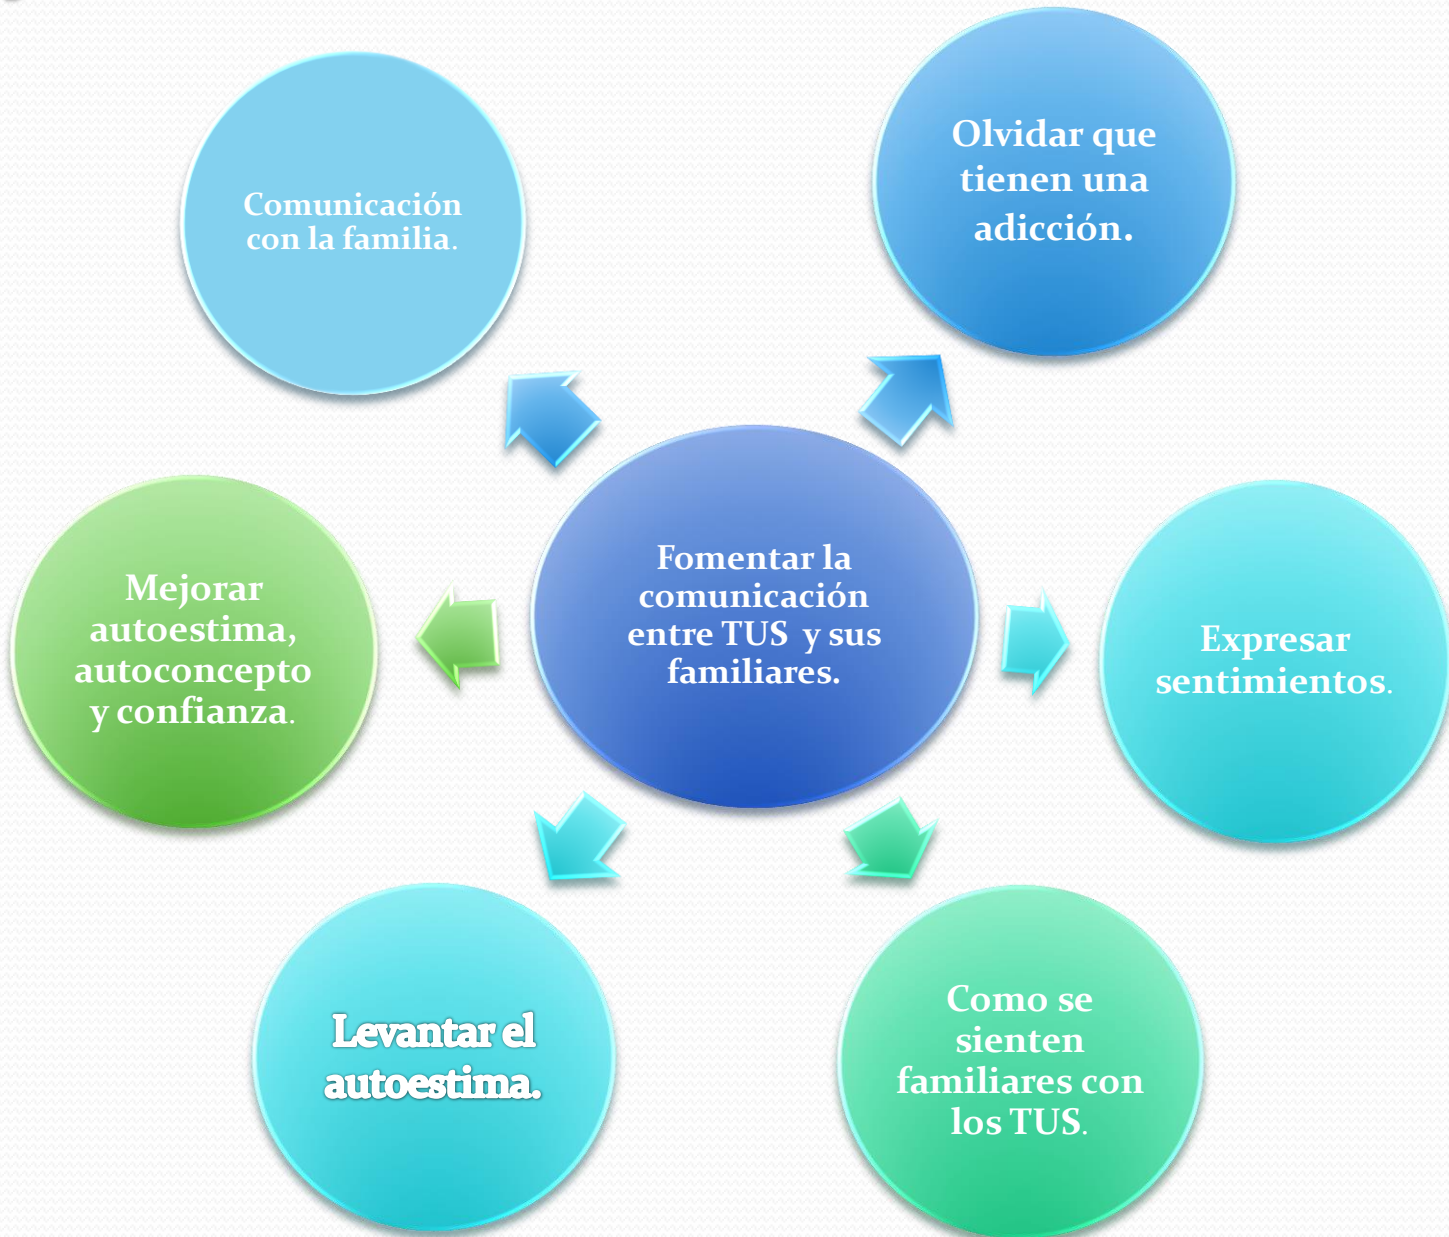 Comunicación
con la familia.
Olvidar que
tienen una
adicción.
Fomentar la
comunicación
entre TUS y sus
familiares.
Mejorar
autoestima,
autoconcepto
y confianza.
Expresar
sentimientos.
Levantar el
autoestima.
Como se
sienten
familiares con
los TUS.